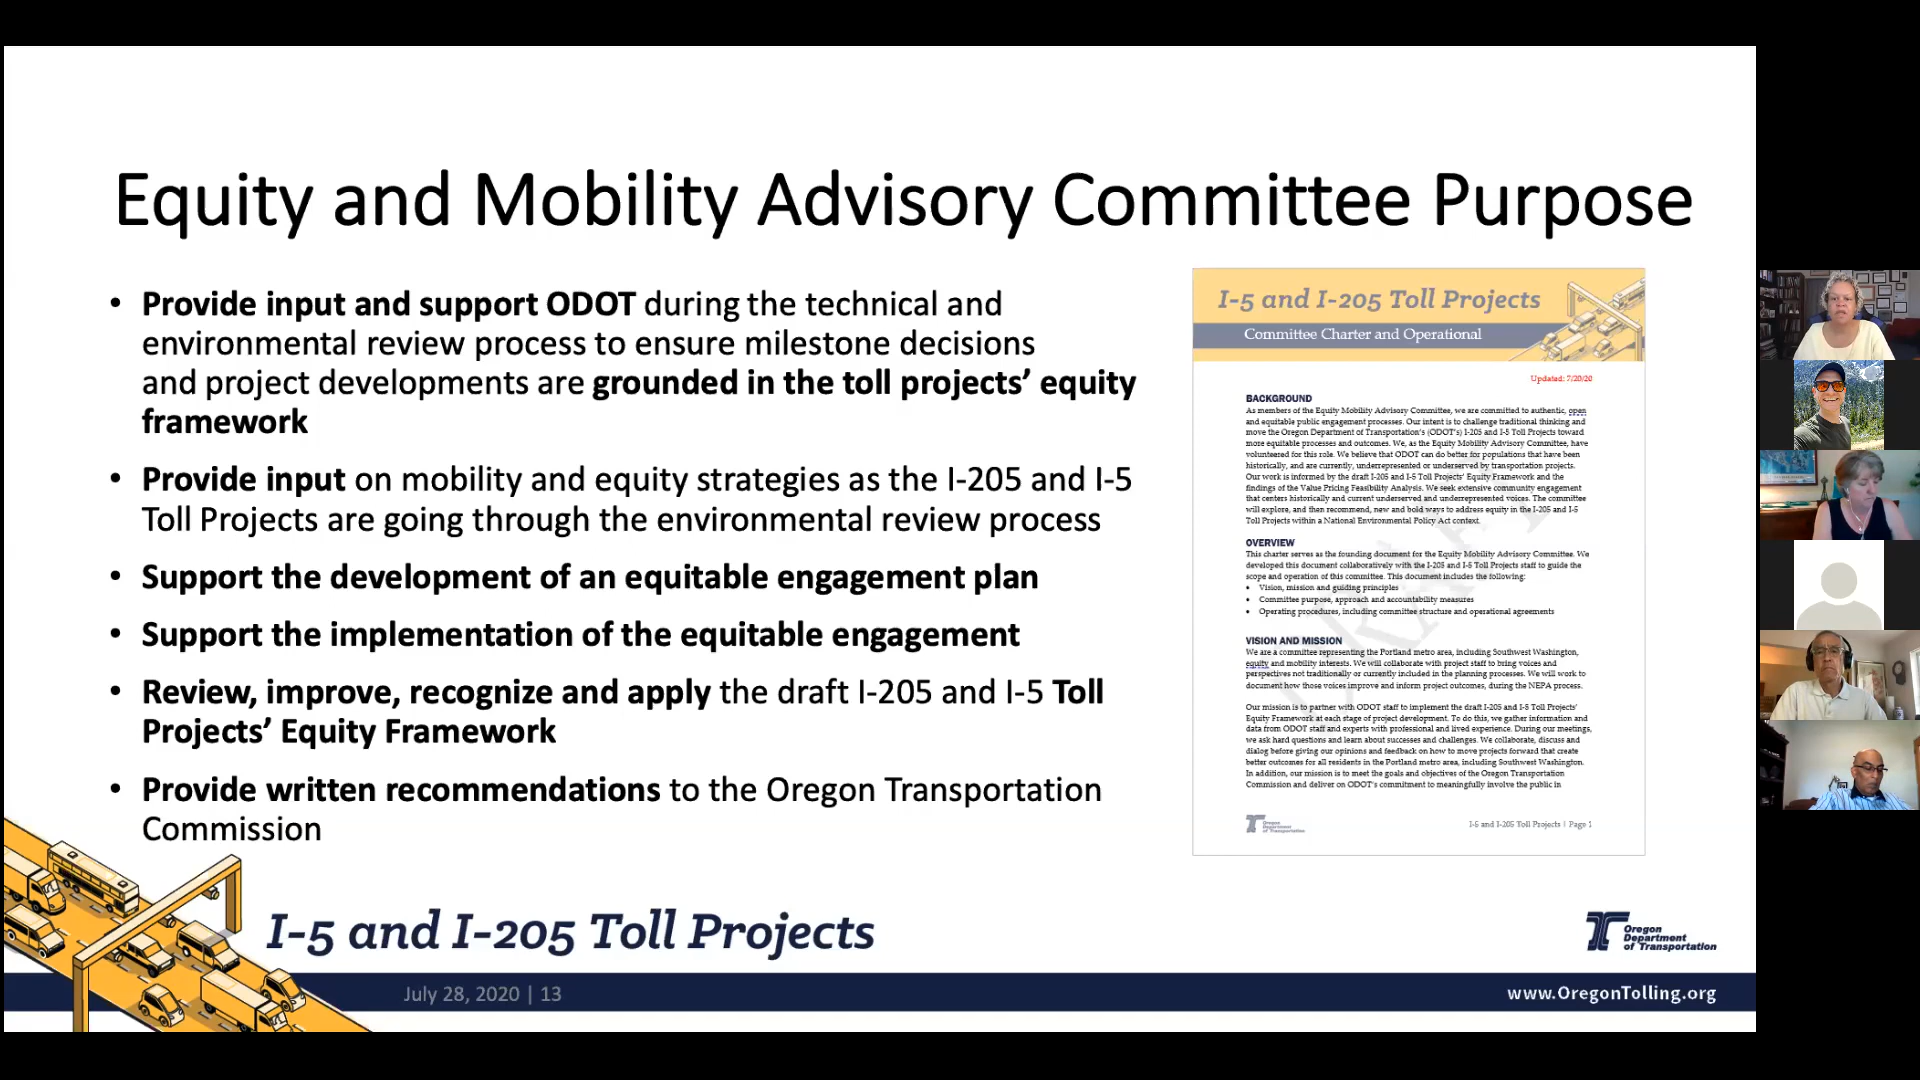 Equity and Mobility Advisory Committee Purpose
• Provide input and support ODOT during the technical and
environmental review process to ensure milestone decisions
and project developments are grounded in the toll projects’ equity
framework
• Provide input on mobility and equity strategies as the I-205 and I-5
Toll Projects are going through the environmental review process
• Support the development of an equitable engagement plan
• Support the implementation of the equitable engagement
• Review, improve, recognize and apply the draft I-205 and I-5 Toll
Projects’ Equity Framework
• Provide written recommendations to the Oregon Transportation
Commission
I-5 and I-205 Toll Projects
Committee Charter and Operational
Updated: 7/20/20
BACKGROUND
As members of the Equity Mobility Advisory Committee, we are committed to authentic, open
and equitable public engagement processes. Our intent is to challenge traditional thinking and
move the Oregon Department of Transportation's (ODOT's) I-205 and I-5 Toll Projects toward
more equitable processes and outcomes. We, as the Equity Mobility Advisory Committee, have
volunteered for this role. We believe that ODOT can do better for populations that have been
historically, and are currently, underrepresented or underserved by transportation projects.
Our work is informed by the draft I-205 and I-5 Toll Projects' Equity Framework and the
findings of the Value Pricing Feasibility Analysis. We seek extensive community engagement
that centers historically and current underserved and underrepresented voices. The committee
will explore, and then recommend, new and bold ways to address equity in the I-205 and I-5
Toll Projects within a National Environmental Policy Act context.
OVERVIEW
This charter serves as the founding document for the Equity Mobility Advisory Committee. We
developed this document collaboratively with the I-205 and I-5 Toll Projects staff to guide the
scope and operation of this committee. This document includes the following:
• Vision, mission and guiding principles
• Committee purpose, approach and accountability measures
• Operating procedures, including committee structure and operational agreements
VISION AND MISSION
We are a committee representing the Portland metro area, including Southwest Washington,
equity and mobility interests. We will collaborate with project staff to bring voices and
perspectives not traditionally or currently included in the planning processes. We will work to
document how those voices improve and inform project outcomes, during the NEPA process.
Our mission is to partner with ODOT staff to implement the draft I-205 and I-5 Toll Projects'
Equity Framework at each stage of project development. To do this, we gather information and
data from ODOT staff and experts with professional and lived experience. During our meetings,
we ask hard questions and learn about successes and challenges. We collaborate, discuss and
dialog before giving our opinions and feedback on how to move projects forward that create
better outcomes for all residents in the Portland metro area, including Southwest Washington.
In addition, our mission is to meet the goals and objectives of the Oregon Transportation
Commission and deliver on ODOT's commitment to meaningfully involve the public in
DRAFT
Oregon
Department
of Transportation
I-5 and I-205 Toll Projects | Page 1
I-5 and I-205 Toll Projects
Oregon
Department
of Transportation
July 28, 2020 | 13
www.OregonTolling.org